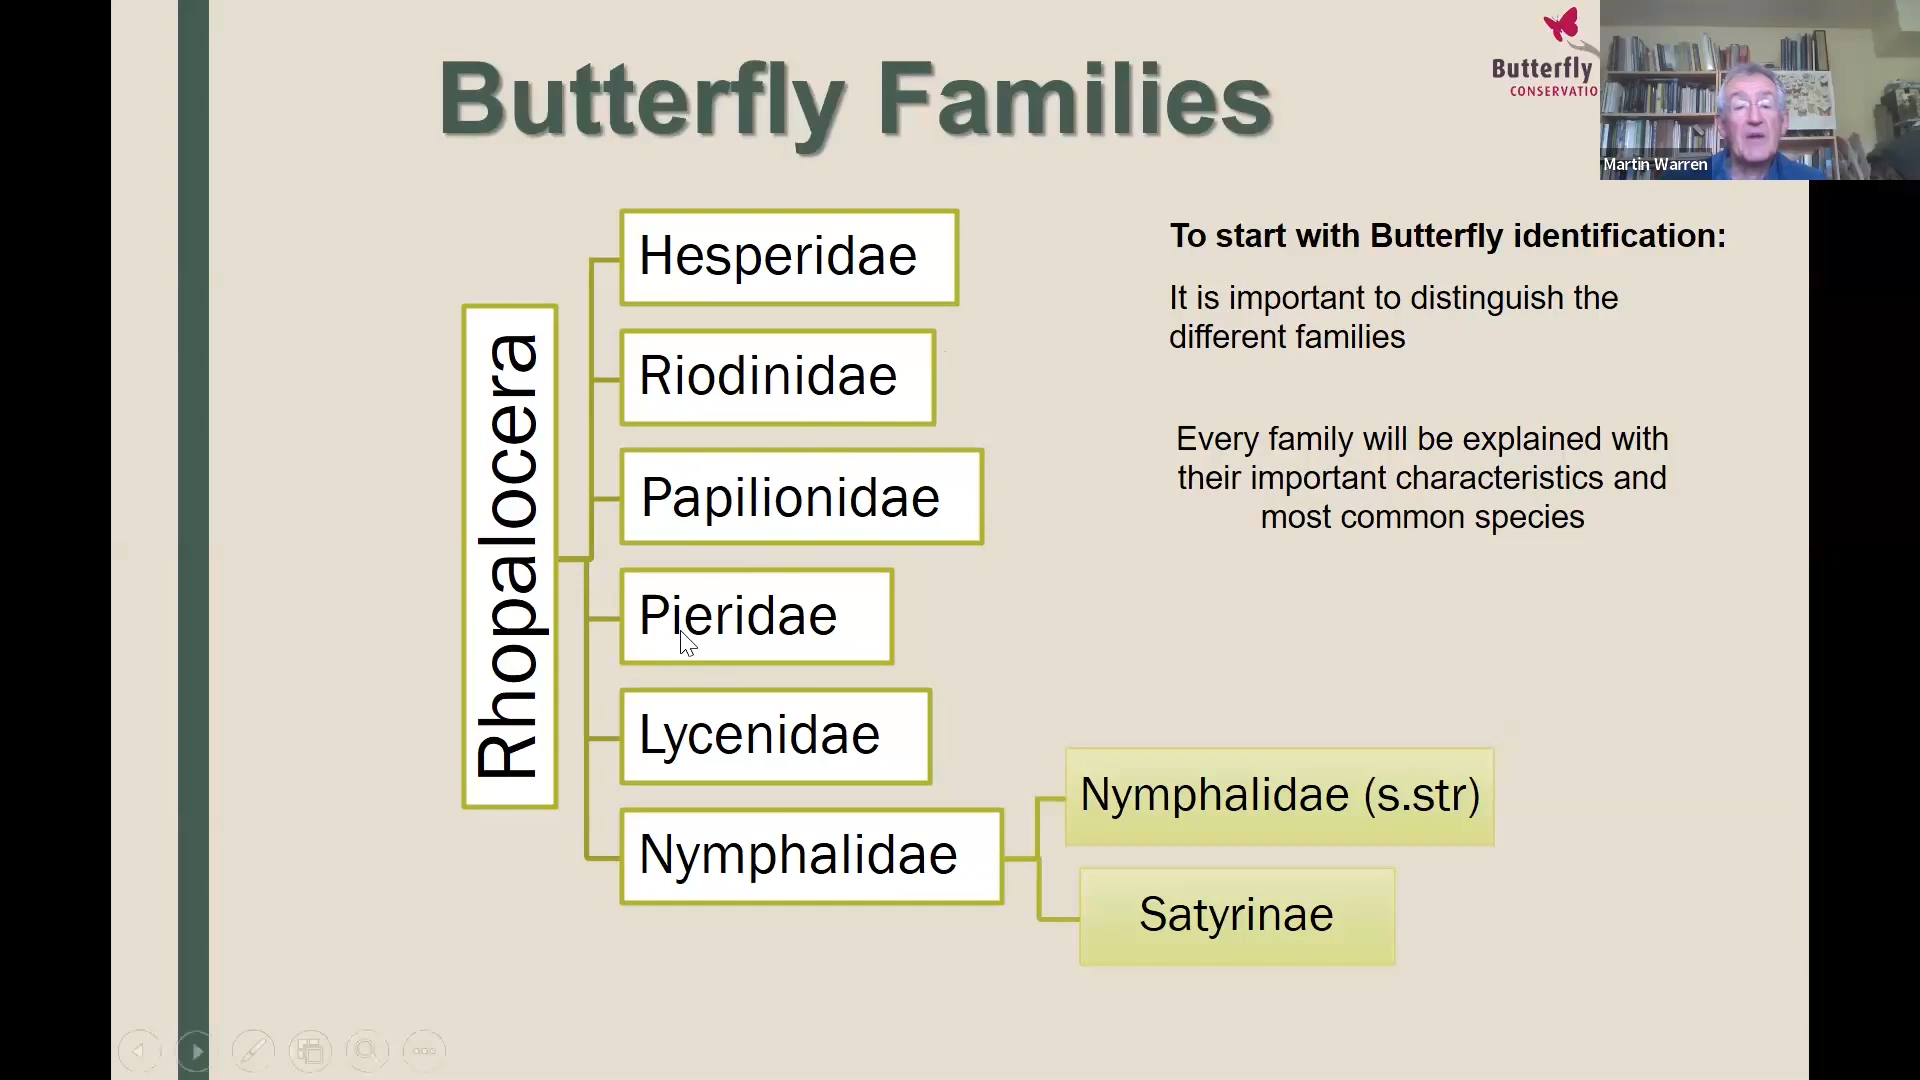 Butterfly Families
Butterfly
CONSERVATIO
Martin Warren
Rhopalocera
Hesperidae
Riodinidae
Papilionidae
Pieridae
Lycenidae
Nymphalidae
Nymphalidae (s.str)
Satyrinae
To start with Butterfly identification:
It is important to distinguish the
different families
Every family will be explained with
their important characteristics and
most common species